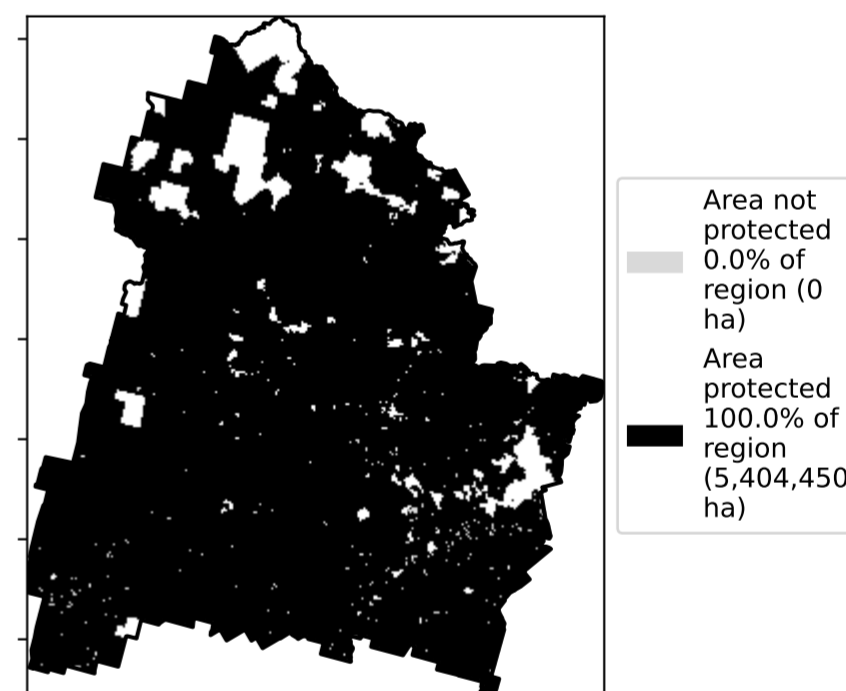 Area not
protected
0.0% of
region (0
ha)
Area
protected
100.0% of
region
(5,404,450
ha)